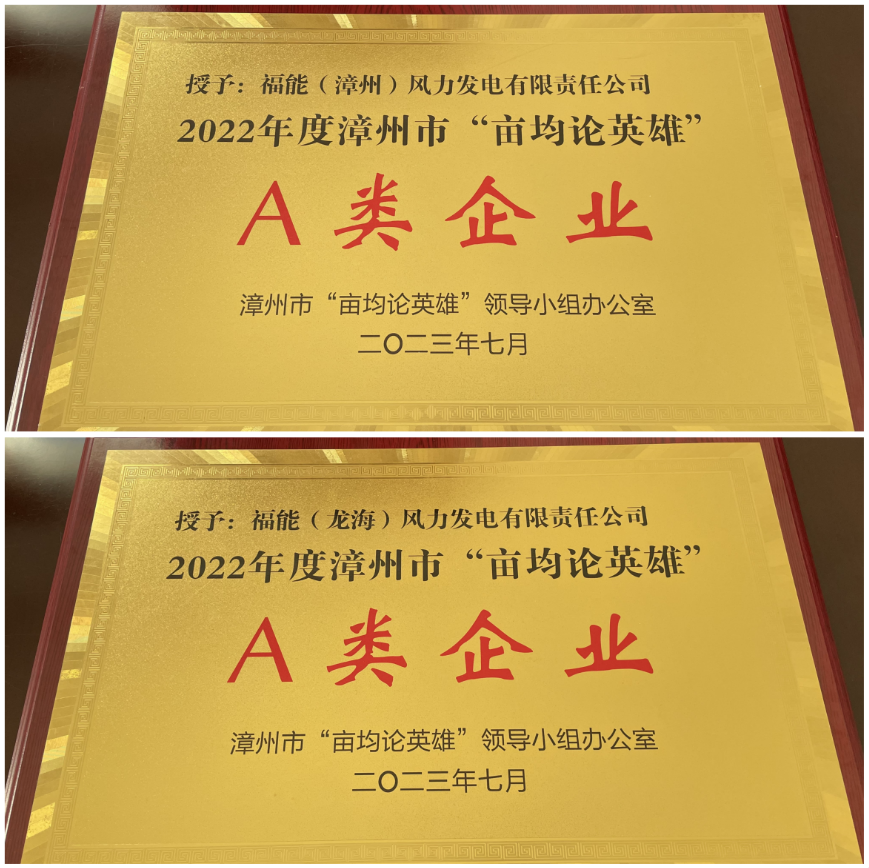 授予：福能（漳州）风力发电有限责任公司
2022年度漳州市“亩均论英雄”
A类企业
漳州市“亩均论英雄”领导小组办公室
二〇二三年七月
授予：福能（龙海）风力发电有限责任公司
2022年度漳州市“亩均论英雄”
A类企业
漳州市“亩均论英雄”领导小组办公室
二〇二三年七月